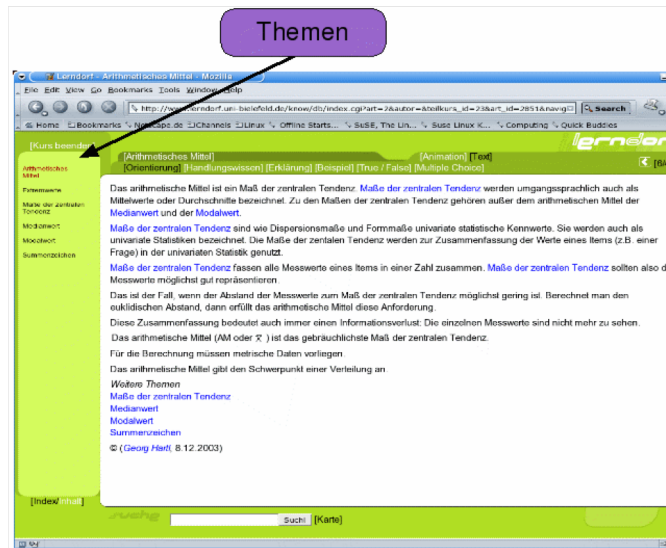 Themen
Lerndorf - Arithmetisches Mittel - Mozilla
File Edit View Go Bookmarks Tools Window Help
Search
Home Bookmarks Netscape.de Channels Linux Offline Starts... SuSE, The Lin... Suse Linux K... Computing Quick Buddies
[Kurs beenden]
lerndor
[Arithmetisches Mittel] [Animation] [Text]
[Orientierung] [Handlungswissen] [Erklärung] [Beispiel] [True / False] [Multiple Choice]
Arithmetisches
Mittel
Extremwerte
Maße der zentralen
Tendenz
Medianwert
Modalwert
Summenzeichen
Das arithmetische Mittel ist ein Maß der zentralen Tendenz. Maße der zentralen Tendenz werden umgangssprachlich auch als
Mittelwerte oder Durchschnitte bezeichnet. Zu den Maßen der zentralen Tendenz gehören außer dem arithmetischen Mittel der
Medianwert und der Modalwert.
Maße der zentralen Tendenz sind wie Dispersionsmaße und Formmaße univariate statistische Kennwerte. Sie werden auch als
univariate Statistiken bezeichnet. Die Maße der zentalen Tendenz werden zur Zusammenfassung der Werte eines Items (z.B. einer
Frage) in der univariaten Statistik genutzt.
Maße der zentralen Tendenz fassen alle Messwerte eines Items in einer Zahl zusammen. Maße der zentralen Tendenz sollten also d
Messwerte möglichst gut repräsentieren.
Das ist der Fall, wenn der Abstand der Messwerte zum Maß der zentralen Tendenz möglichst gering ist. Berechnet man den
euklidischen Abstand, dann erfüllt das arithmetische Mittel diese Anforderung.
Diese Zusammenfassung bedeutet auch immer einen Informationsverlust: Die einzelnen Messwerte sind nicht mehr zu sehen.
Das arithmetische Mittel (AM oder x̅ ) ist das gebräuchlichste Maß der zentralen Tendenz.
Für die Berechnung müssen metrische Daten vorliegen.
Das arithmetische Mittel gibt den Schwerpunkt einer Verteilung an.
Weitere Themen
Maße der zentralen Tendenz
Medianwert
Modalwert
Summenzeichen
© (Georg Hartl, 8.12.2003)
[Index/Inhalt]
suche Suchl [Karte]